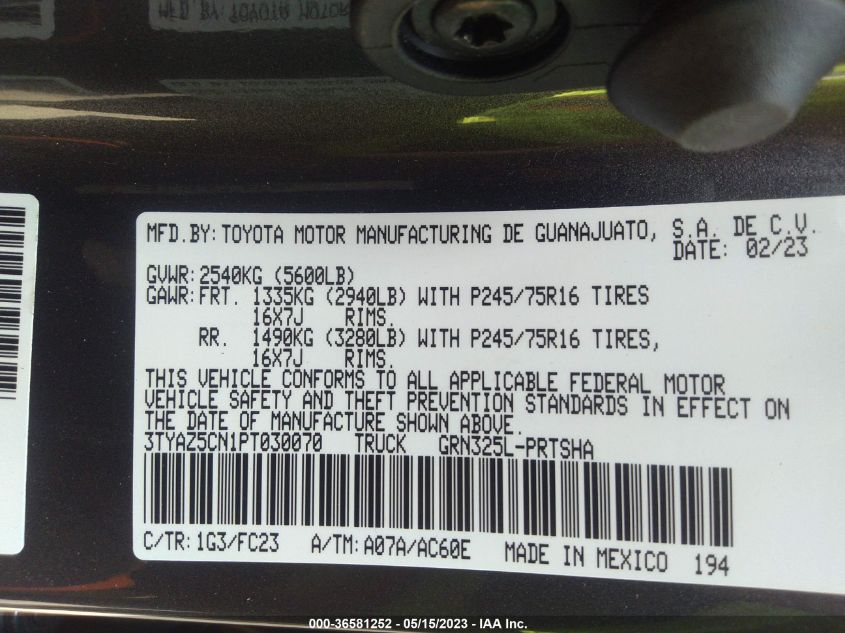 MFD.BY:TOYOTA MOTOR MANUFACTURING DE GUANAJUATO, S.A. DE C.V.
DATE: 02/23
GVWR:2540KG (5600LB)
GAWR:FRT. 1335KG (2940LB) WITH P245/75R16 TIRES
16X7J RIMS.
RR. 1490KG (3280LB) WITH P245/75R16 TIRES,
16X7J RIMS.
THIS VEHICLE CONFORMS TO ALL APPLICABLE FEDERAL MOTOR
VEHICLE SAFETY AND THEFT PREVENTION STANDARDS IN EFFECT ON
THE DATE OF MANUFACTURE SHOWN ABOVE.
3TYAZ5CN1PT030070 TRUCK GRN325L-PRTSHA
C/TR:1G3/FC23 A/TM:A07A/AC60E MADE IN MEXICO 194
000-36581252 - 05/15/2023 - IAA Inc.